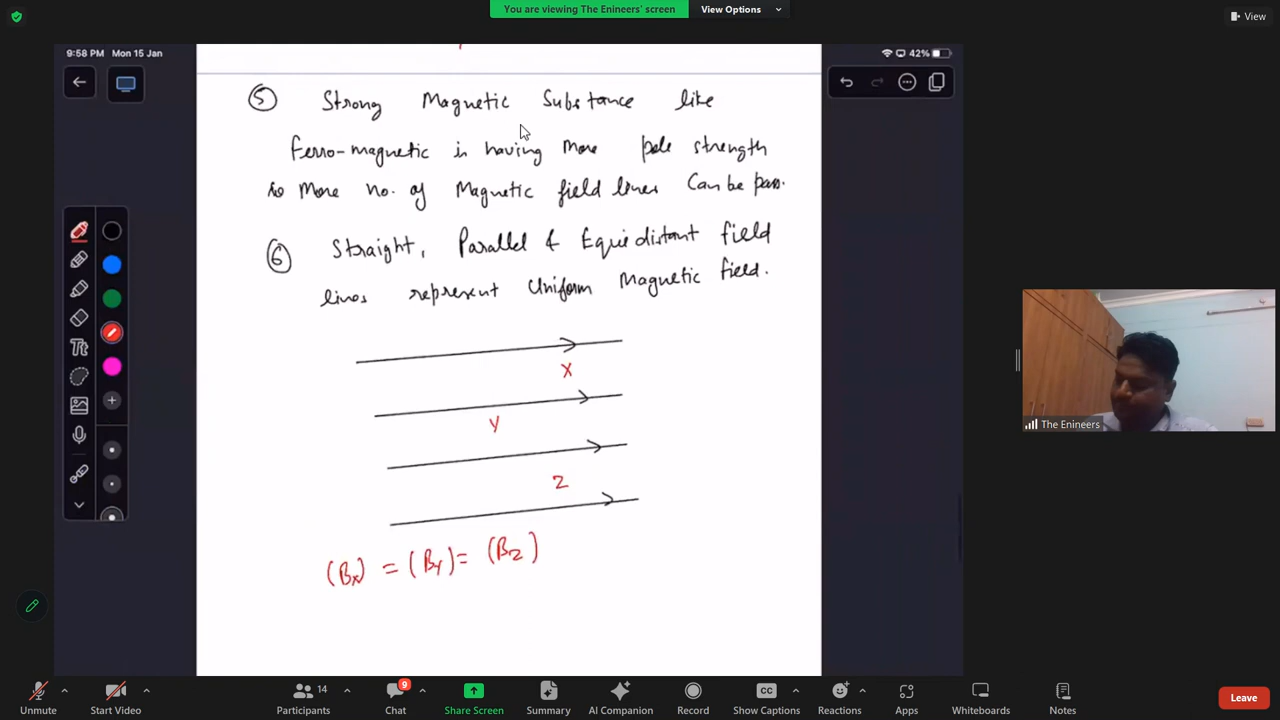 You are viewing The Enineers' screen
View Options
View
9:58 PM Mon 15 Jan
42%
5 Strong Magnetic Substance like
ferro-magnetic is having more pole strength
so More no. of Magnetic field lines Can be pass.
6 Straight, Parallel & Equidistant field
lines represent Uniform Magnetic field.
X
Y
Z
(Bx) = (By) = (Bz)
Tt
The Enineers
Unmute
Start Video
14
Participants
9
Chat
Share Screen
Summary
AI Companion
Record
CC
Show Captions
Reactions
Apps
Whiteboards
Notes
Leave